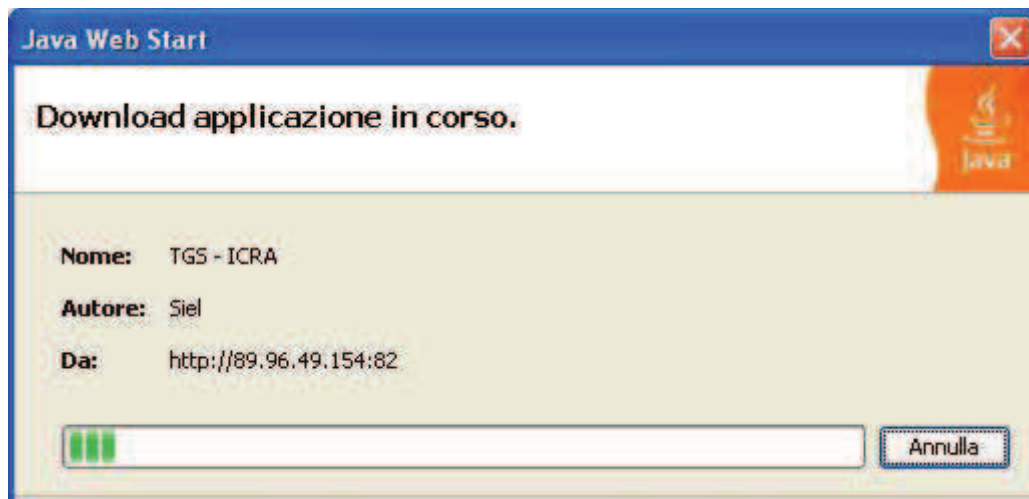 Java Web Start
Download applicazione in corso.
Java
Nome: TGS - ICRA
Autore: Siel
Da: http://89.96.49.154:82
Annulla